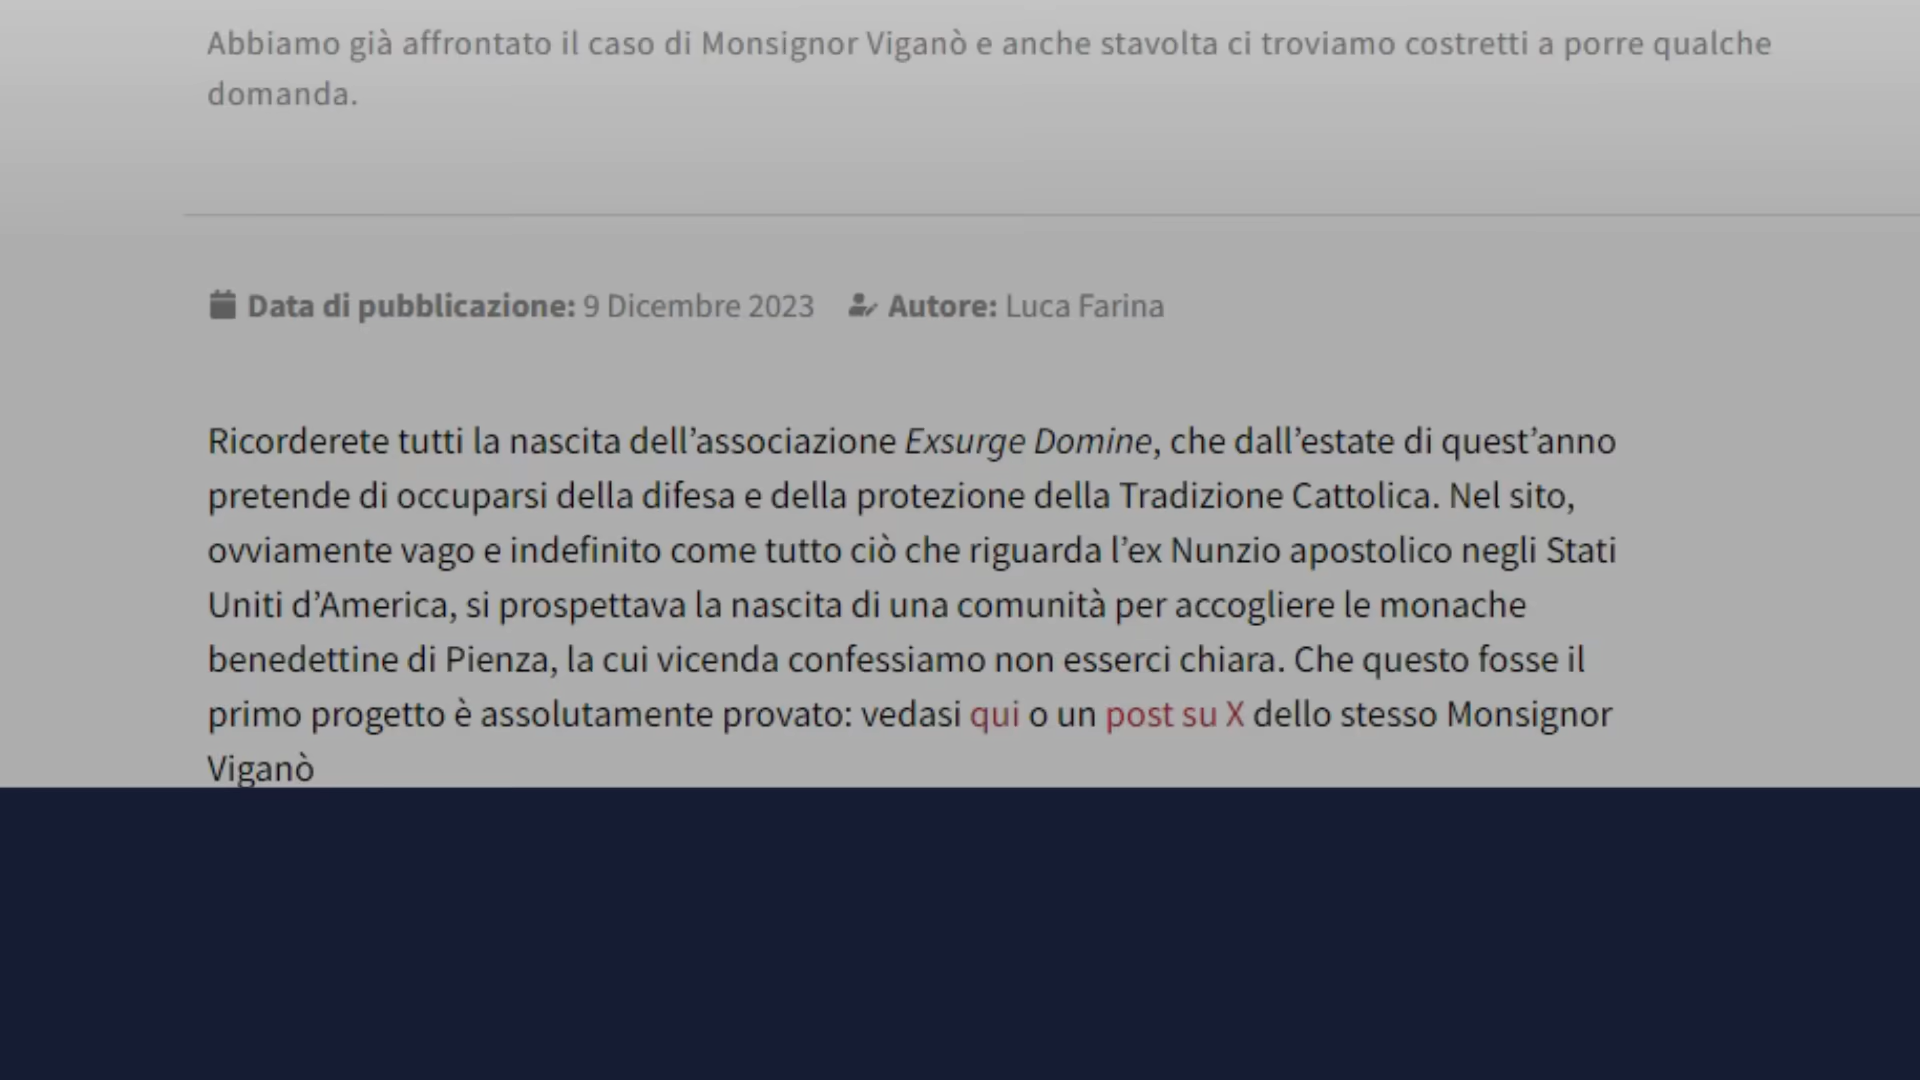 Abbiamo già affrontato il caso di Monsignor Viganò e anche stavolta ci troviamo costretti a porre qualche
domanda.
Data di pubblicazione: 9 Dicembre 2023 Autore: Luca Farina
Ricorderete tutti la nascita dell’associazione Exsurge Domine, che dall’estate di quest’anno
pretende di occuparsi della difesa e della protezione della Tradizione Cattolica. Nel sito,
ovviamente vago e indefinito come tutto ciò che riguarda l’ex Nunzio apostolico negli Stati
Uniti d’America, si prospettava la nascita di una comunità per accogliere le monache
benedettine di Pienza, la cui vicenda confessiamo non esserci chiara. Che questo fosse il
primo progetto è assolutamente provato: vedasi qui o un post su X dello stesso Monsignor
Viganò